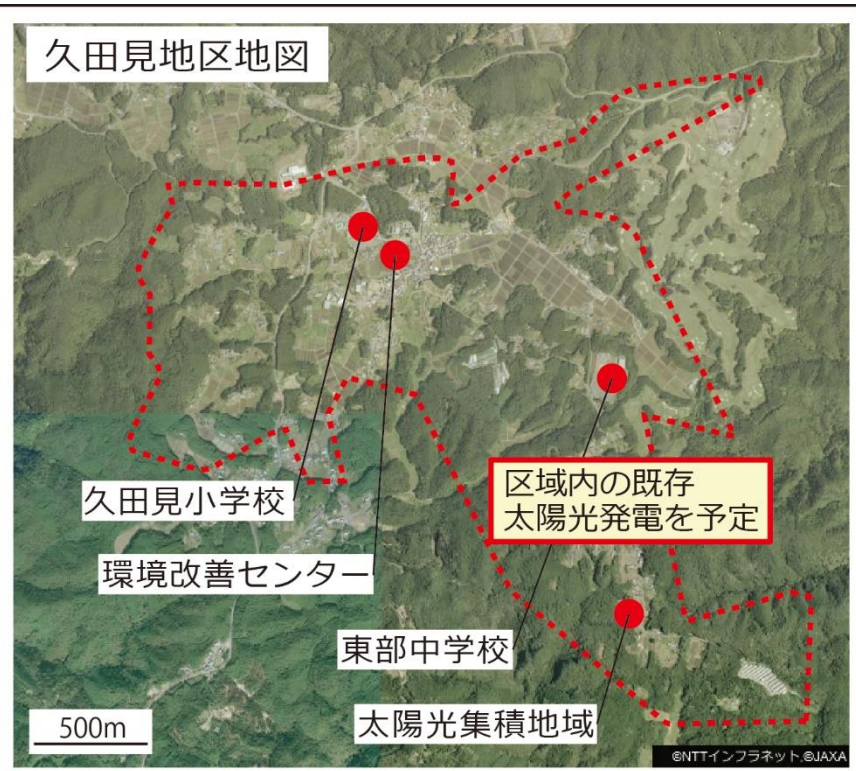 久田見地区地図
久田見小学校
区域内の既存
太陽光発電を予定
環境改善センター
東部中学校
太陽光集積地域
500m
©NTTインフラネット,©JAXA